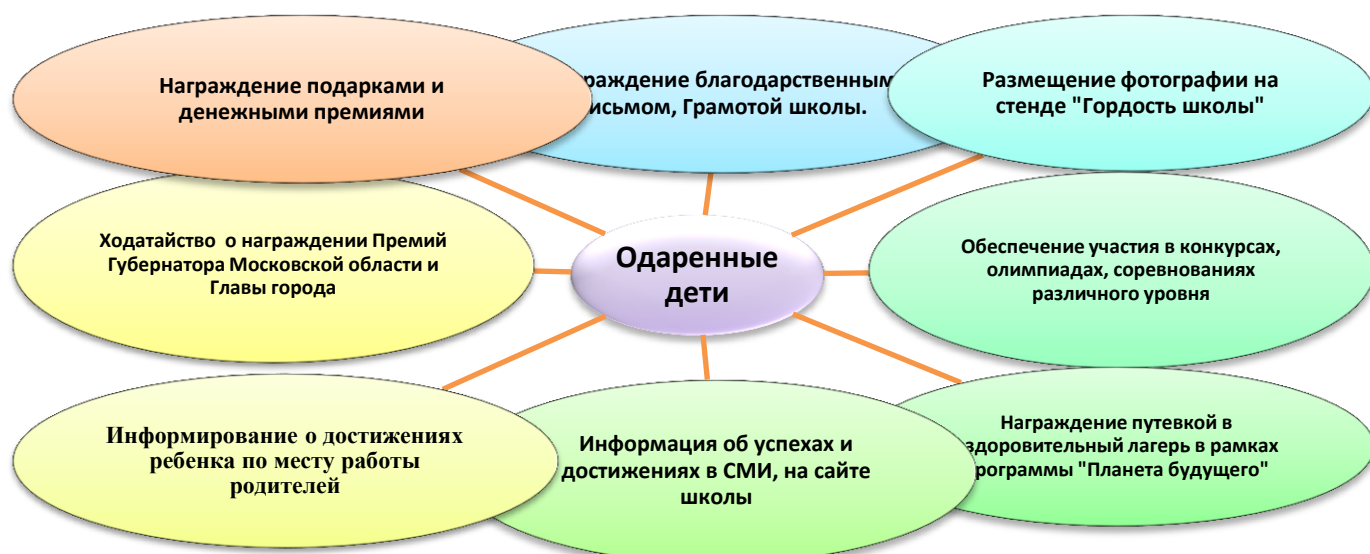 Награждение подарками и
денежными премиями
раждение благодарственным
исьмом, Грамотой школы.
Размещение фотографии на
стенде "Гордость школы"
Ходатайство о награждении Премий
Губернатора Московской области и
Главы города
Одаренные
дети
Обеспечение участия в конкурсах,
олимпиадах, соревнованиях
различного уровня
Информирование о достижениях
ребенка по месту работы
родителей
Информация об успехах и
достижениях в СМИ, на сайте
школы
Награждение путевкой в
здоровительный лагерь в рамках
рограммы "Планета будущего"